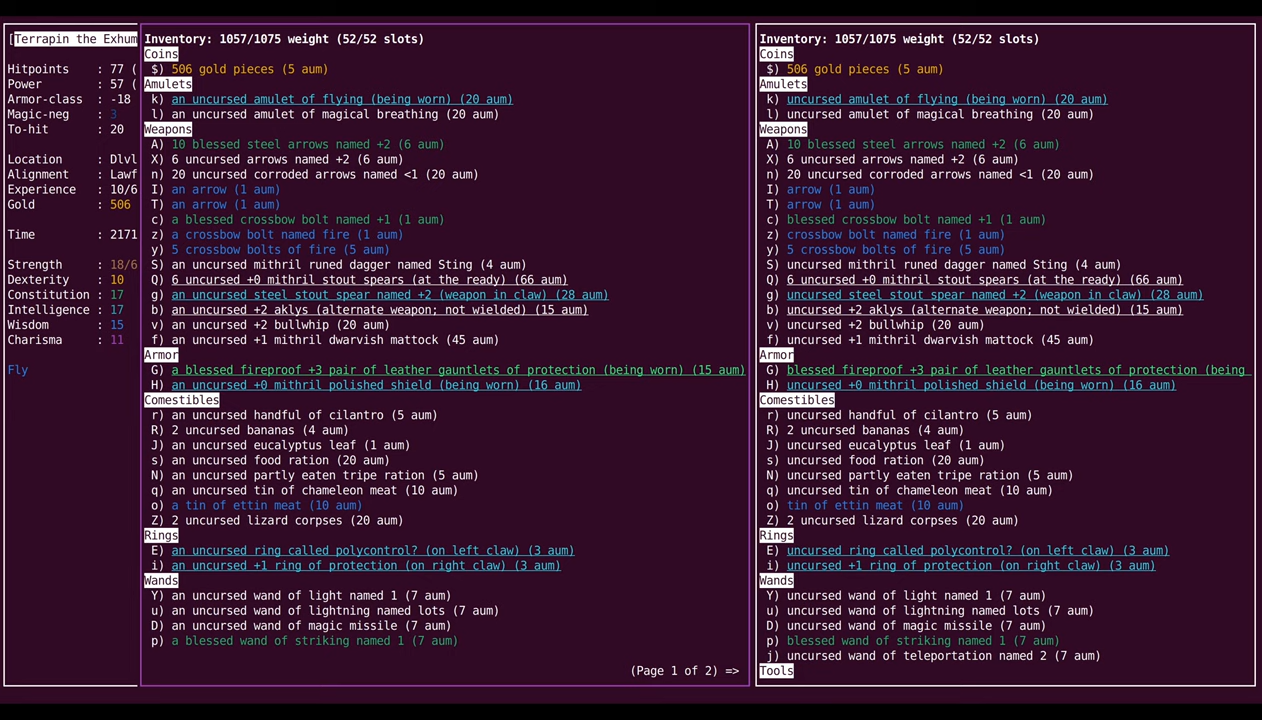 [Terrapin the Exhum
Hitpoints : 77 (
Power : 57 (
Armor-class : -18
Magic-neg : 3
To-hit : 20
Location : Dlvl
Alignment : Lawf
Experience : 10/6
Gold : 506
Time : 2171
Strength : 18/6
Dexterity : 10
Constitution : 17
Intelligence : 17
Wisdom : 15
Charisma : 11
Fly
Inventory: 1057/1075 weight (52/52 slots)
Coins
$) 506 gold pieces (5 aum)
Amulets
k) an uncursed amulet of flying (being worn) (20 aum)
l) an uncursed amulet of magical breathing (20 aum)
Weapons
A) 10 blessed steel arrows named +2 (6 aum)
X) 6 uncursed arrows named +2 (6 aum)
n) 20 uncursed corroded arrows named <1 (20 aum)
I) an arrow (1 aum)
T) an arrow (1 aum)
c) a blessed crossbow bolt named +1 (1 aum)
z) a crossbow bolt named fire (1 aum)
y) 5 crossbow bolts of fire (5 aum)
S) an uncursed mithril runed dagger named Sting (4 aum)
Q) 6 uncursed +0 mithril stout spears (at the ready) (66 aum)
g) an uncursed steel stout spear named +2 (weapon in claw) (28 aum)
b) an uncursed +2 aklys (alternate weapon; not wielded) (15 aum)
v) an uncursed +2 bullwhip (20 aum)
f) an uncursed +1 mithril dwarvish mattock (45 aum)
Armor
G) a blessed fireproof +3 pair of leather gauntlets of protection (being worn) (15 aum)
H) an uncursed +0 mithril polished shield (being worn) (16 aum)
Comestibles
r) an uncursed handful of cilantro (5 aum)
R) 2 uncursed bananas (4 aum)
J) an uncursed eucalyptus leaf (1 aum)
s) an uncursed food ration (20 aum)
N) an uncursed partly eaten tripe ration (5 aum)
q) an uncursed tin of chameleon meat (10 aum)
o) a tin of ettin meat (10 aum)
Z) 2 uncursed lizard corpses (20 aum)
Rings
E) an uncursed ring called polycontrol? (on left claw) (3 aum)
i) an uncursed +1 ring of protection (on right claw) (3 aum)
Wands
Y) an uncursed wand of light named 1 (7 aum)
u) an uncursed wand of lightning named lots (7 aum)
D) an uncursed wand of magic missile (7 aum)
p) a blessed wand of striking named 1 (7 aum)
(Page 1 of 2) =>
Inventory: 1057/1075 weight (52/52 slots)
Coins
$) 506 gold pieces (5 aum)
Amulets
k) uncursed amulet of flying (being worn) (20 aum)
l) uncursed amulet of magical breathing (20 aum)
Weapons
A) 10 blessed steel arrows named +2 (6 aum)
X) 6 uncursed arrows named +2 (6 aum)
n) 20 uncursed corroded arrows named <1 (20 aum)
I) arrow (1 aum)
T) arrow (1 aum)
c) blessed crossbow bolt named +1 (1 aum)
z) crossbow bolt named fire (1 aum)
y) 5 crossbow bolts of fire (5 aum)
S) uncursed mithril runed dagger named Sting (4 aum)
Q) 6 uncursed +0 mithril stout spears (at the ready) (66 aum)
g) uncursed steel stout spear named +2 (weapon in claw) (28 aum)
b) uncursed +2 aklys (alternate weapon; not wielded) (15 aum)
v) uncursed +2 bullwhip (20 aum)
f) uncursed +1 mithril dwarvish mattock (45 aum)
Armor
G) blessed fireproof +3 pair of leather gauntlets of protection (being
H) uncursed +0 mithril polished shield (being worn) (16 aum)
Comestibles
r) uncursed handful of cilantro (5 aum)
R) 2 uncursed bananas (4 aum)
J) uncursed eucalyptus leaf (1 aum)
s) uncursed food ration (20 aum)
N) uncursed partly eaten tripe ration (5 aum)
q) uncursed tin of chameleon meat (10 aum)
o) tin of ettin meat (10 aum)
Z) 2 uncursed lizard corpses (20 aum)
Rings
E) uncursed ring called polycontrol? (on left claw) (3 aum)
i) uncursed +1 ring of protection (on right claw) (3 aum)
Wands
Y) uncursed wand of light named 1 (7 aum)
u) uncursed wand of lightning named lots (7 aum)
D) uncursed wand of magic missile (7 aum)
p) blessed wand of striking named 1 (7 aum)
j) uncursed wand of teleportation named 2 (7 aum)
Tools